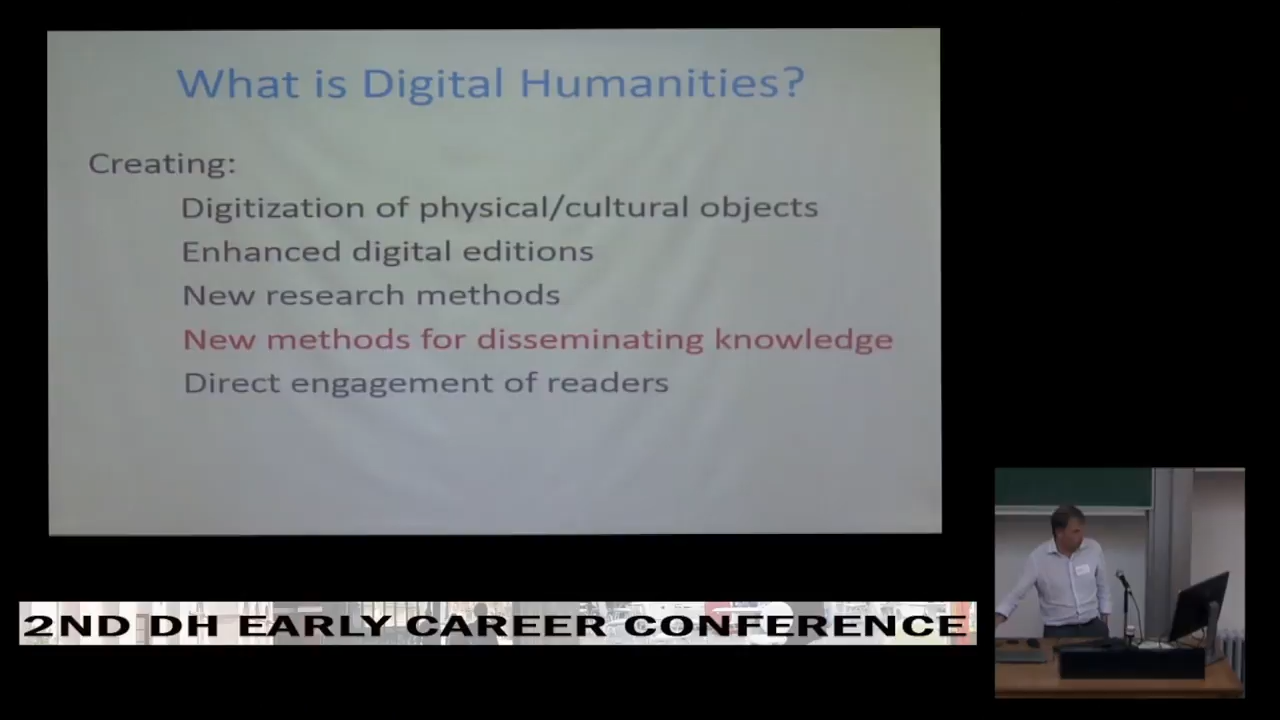 What is Digital Humanities?
Creating:
Digitization of physical/cultural objects
Enhanced digital editions
New research methods
New methods for disseminating knowledge
Direct engagement of readers
2ND DH EARLY CAREER CONFERENCE